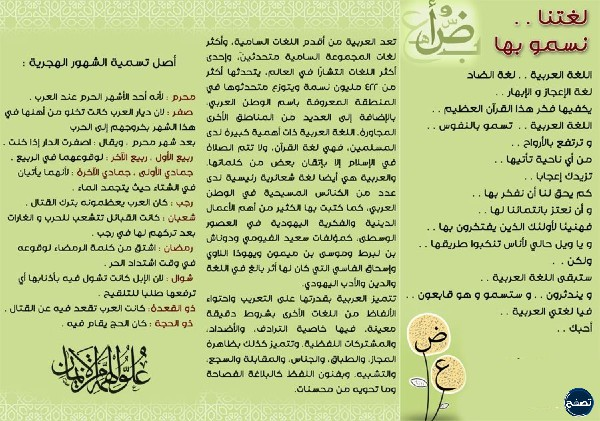 لغتنا . .
نسمو بها
اللغة العربية . . لغة الضاد
لغة الإعجاز و الإبهار . .
يكفيها فخر هذا القرآن العظيم . .
اللغة العربية . . تسمو بالنفوس . .
و ترتفع بالأرواح . .
من أي ناحية تأتيها . .
تزيدك إعجابا . .
كم يحق لنا أن نفخر بها . .
و أن نعتز بانتمائنا لها . .
فهنيئا لأولئك الذين يفتخرون بها . .
و يا ويل حالي لأناس تنكبوا طريقها . .
ولكن . .
ستبقى اللغة العربية . .
و يندثرون . . و ستسمو و هو قابعون . .
فيا لغتي العربية . .
أحبك . .
ض
ع
تصفح
تعد العربية من أقدم اللغات السامية، وأكثر
لغات المجموعة السامية متحدثين، وإحدى
أكثر اللغات انتشارًا في العالم، يتحدثها أكثر
من ٤٢٢ مليون نسمة ويتوزع متحدثوها في
المنطقة المعروفة باسم الوطن العربي،
بالإضافة إلى العديد من المناطق الأخرى
المجاورة. اللغة العربية ذات أهمية كبيرة لدى
المسلمين، فهي لغة القرآن، ولا تتم الصلاة
في الإسلام إلا بإتقان بعض من كلماتها.
والعربية هي أيضا لغة شعائرية رئيسية لدى
عدد من الكنائس المسيحية في الوطن
العربي، كما كتبت بها الكثير من أهم الأعمال
الدينية والفكرية اليهودية في العصور
الوسطى، كمؤلفات سعيد الفيومي ودوناش
بن لبرط وموسى بن ميمون ويهوذا اللاوي
وإسحاق الفاسي التي كان لها أثر بالغ في اللغة
والدين والأدب اليهودي.
تتميز العربية بقدرتها على التعريب واحتواء
الألفاظ من اللغات الأخرى بشروط دقيقة
معينة. فيها خاصية الترادف، والأضداد،
والمشتركات اللفظية. وتتميز كذلك بظاهرة
المجاز، والطباق، والجناس، والمقابلة والسجع،
والتشبيه. وبفنون اللفظ كالبلاغة الفصاحة
وما تحويه من محسنات.
أصل تسمية الشهور الهجرية :
محرم : لأنه أحد الأشهر الحرم عند العرب .
صفر : لان ديار العرب كانت تخلو من أهلها في
هذا الشهر بخروجهم إلى الحرب
بعد شهر محرم . ويقال : اصفرت الدار إذا خلت .
ربيع الأول , ربيع الآخر : لوقوعهما في الربيع .
جمادي الأولى , جمادي الآخرة : لأنهما يأتيان
في الشتاء حيث يتجمد الماء .
رجب : كان العرب يعظمونه بترك القتال .
شعبان : كانت القبائل تتشعب للحرب و الغارات
بعد تركهم لها في رجب .
رمضان : اشتق من كلمة الرمضاء لوقوعه
في وقت اشتداد الحر .
شوال : لان الإبل كانت تشول فيه بأذنابها أي
ترفعها طلبا للتلقيح .
ذو القعدة : كانت العرب تقعد فيه عن القتال .
ذو الحجة : كان الحج يقام فيه .